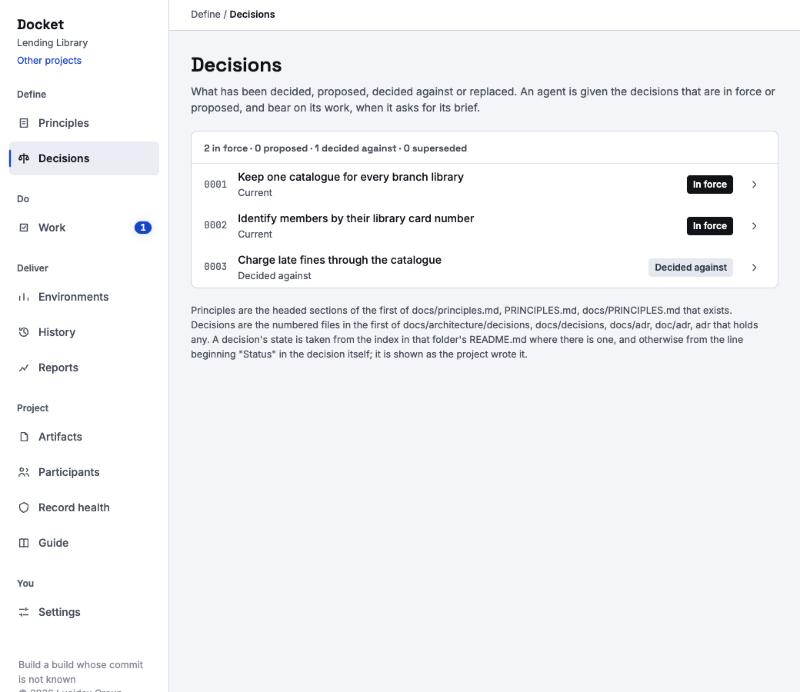 Docket
Lending Library
Other projects
Define
Principles
Decisions
Do
Work 1
Deliver
Environments
History
Reports
Project
Artifacts
Participants
Record health
Guide
You
Settings
Build a build whose commit
is not known
Define / Decisions
Decisions
What has been decided, proposed, decided against or replaced. An agent is given the decisions that are in force or
proposed, and bear on its work, when it asks for its brief.
2 in force · 0 proposed · 1 decided against · 0 superseded
0001 Keep one catalogue for every branch library In force
Current
0002 Identify members by their library card number In force
Current
0003 Charge late fines through the catalogue Decided against
Decided against
Principles are the headed sections of the first of docs/principles.md, PRINCIPLES.md, docs/PRINCIPLES.md that exists.
Decisions are the numbered files in the first of docs/architecture/decisions, docs/decisions, docs/adr, doc/adr, adr that holds
any. A decision's state is taken from the index in that folder's README.md where there is one, and otherwise from the line
beginning "Status" in the decision itself; it is shown as the project wrote it.